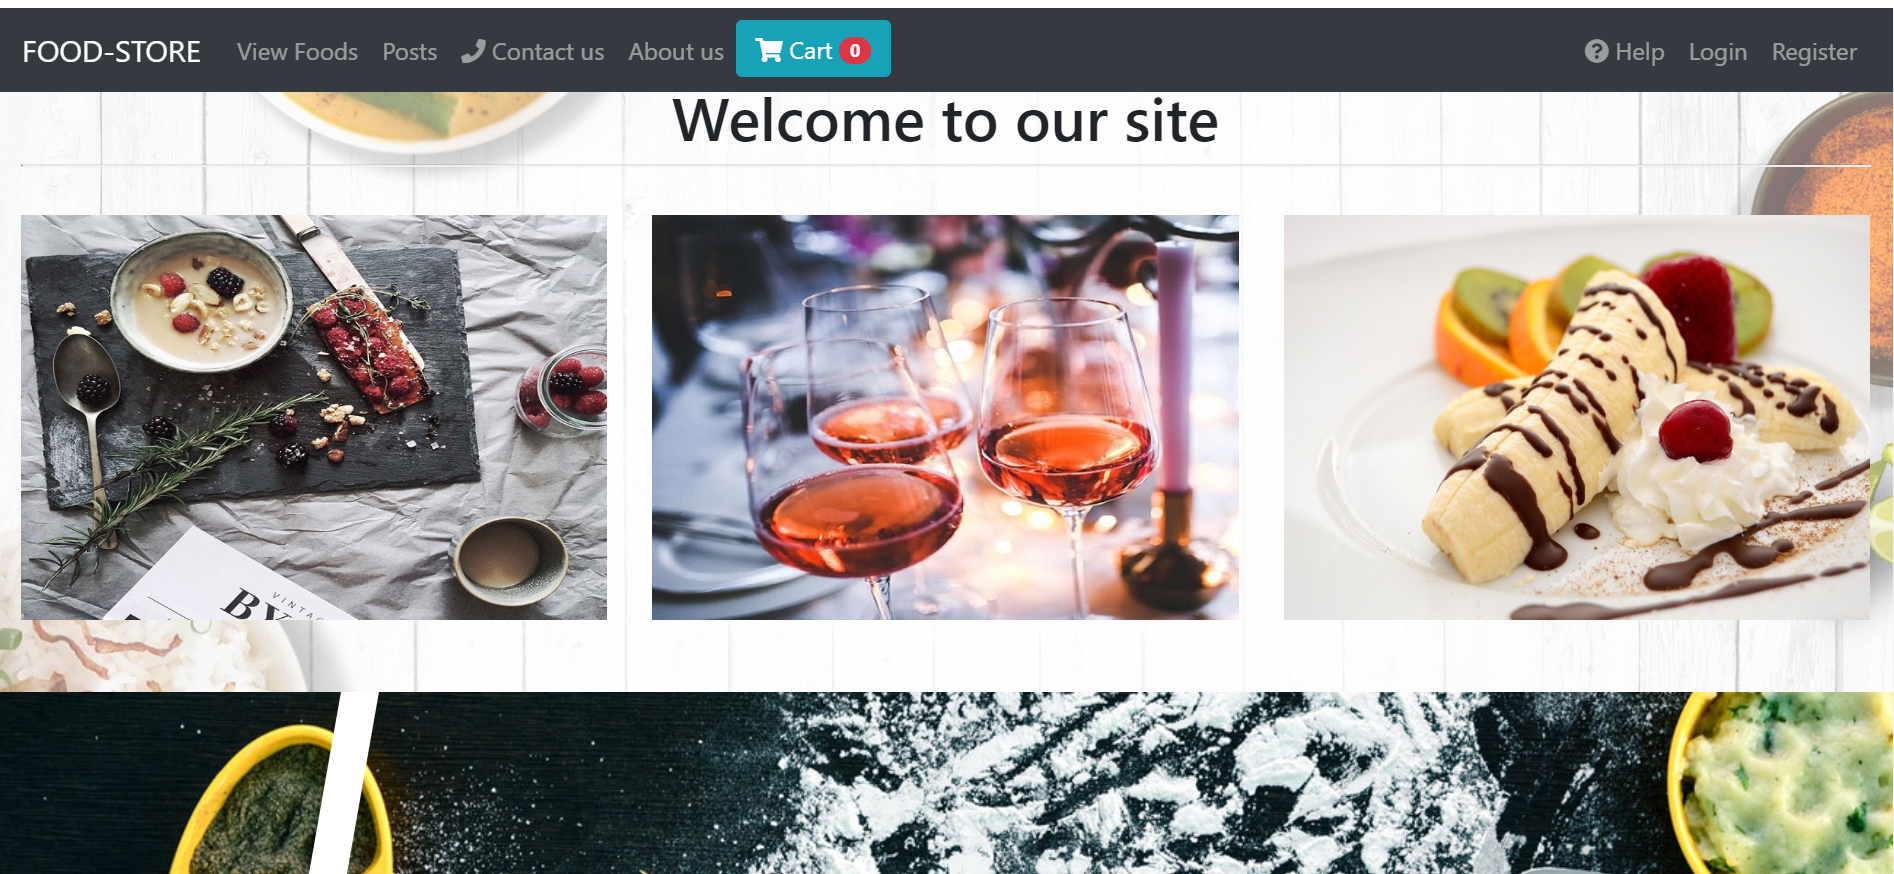 FOOD-STORE View Foods Posts Contact us About us Cart 0 Help Login Register
Welcome to our site
VINTAG
BY